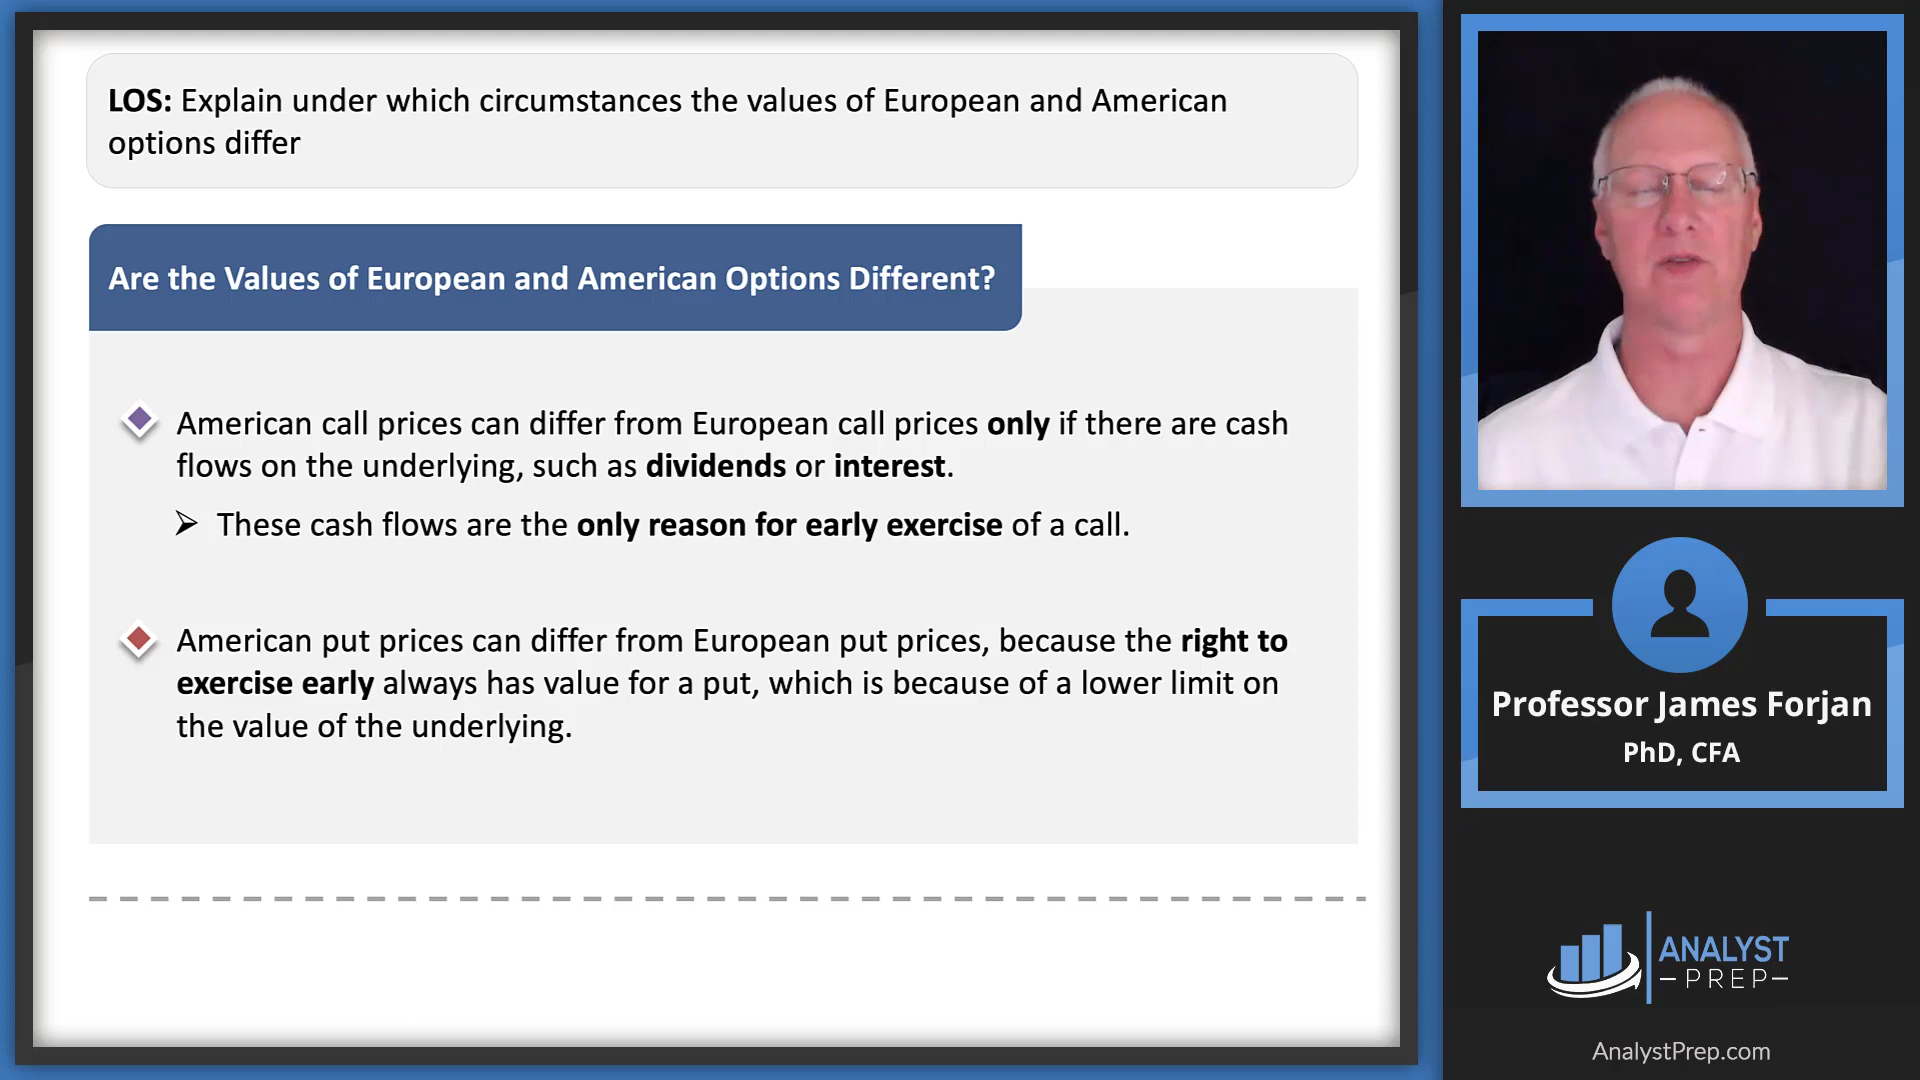 LOS: Explain under which circumstances the values of European and American
options differ
Are the Values of European and American Options Different?
American call prices can differ from European call prices only if there are cash
flows on the underlying, such as dividends or interest.
These cash flows are the only reason for early exercise of a call.
American put prices can differ from European put prices, because the right to
exercise early always has value for a put, which is because of a lower limit on
the value of the underlying.
Professor James Forjan
PhD, CFA
ANALYST
PREP
AnalystPrep.com